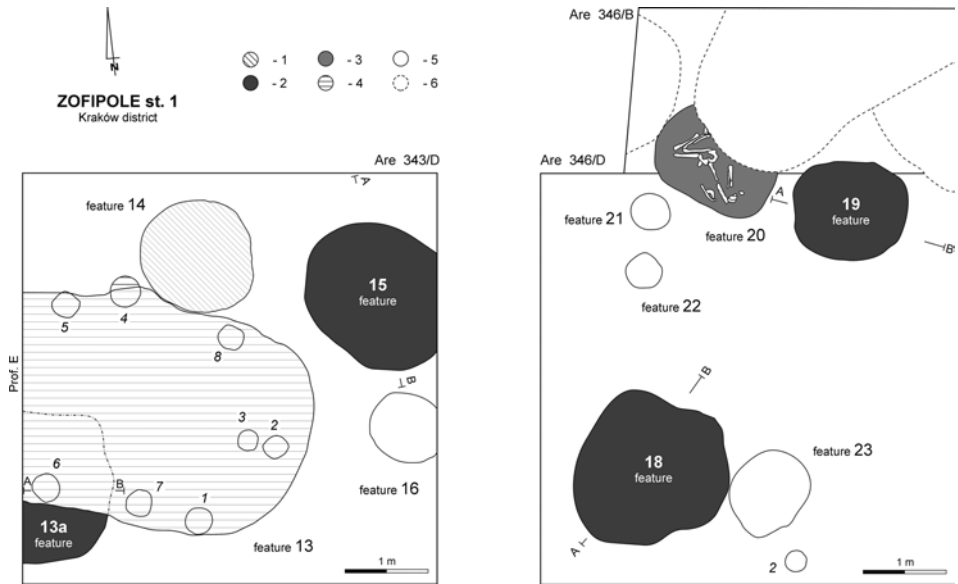 N
ZOFIPOLE st. 1
Kraków district
- 1
- 3
- 5
- 2
- 4
- 6
Are 343/D
A
feature 14
15
feature
5
4
8
B
Prof. E
3
2
feature 16
6
A
B
7
1
13a
feature
feature 13
1 m
Are 346/B
Are 346/D
feature 21
A
19
feature
feature 20
B
feature 22
B
18
feature
feature 23
A
2
1 m